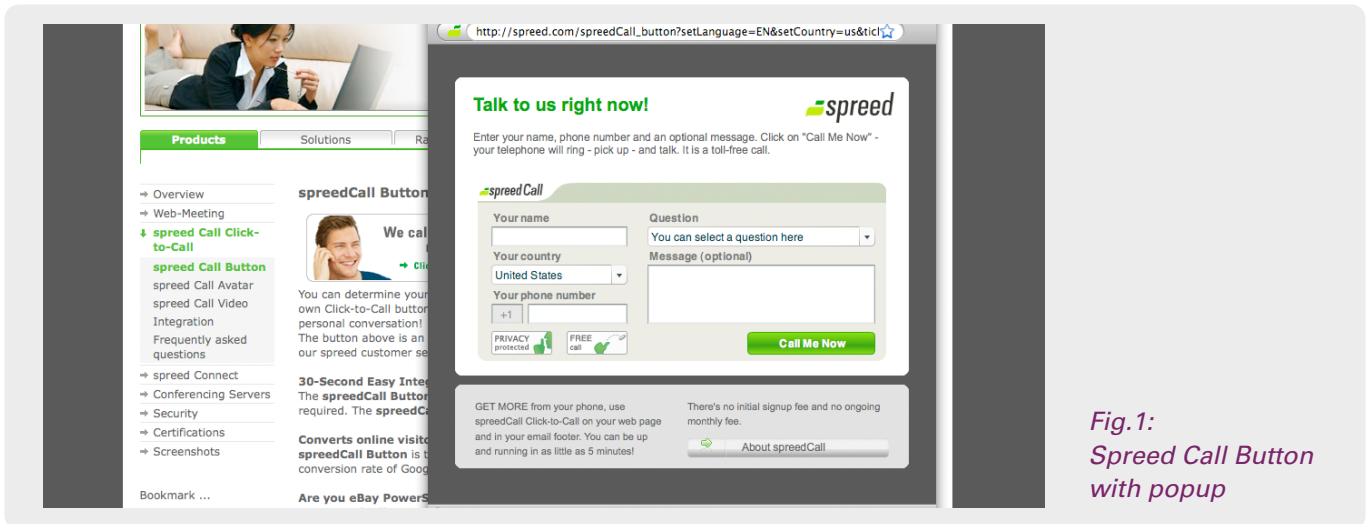 http://spreed.com/spreedCall_button?setLanguage=EN&setCountry=us&ticl
Products
Solutions
Ra
Overview
Web-Meeting
spreed Call Click-
to-Call
spreed Call Button
spreed Call Avatar
spreed Call Video
Integration
Frequently asked
questions
spreed Connect
Conferencing Servers
Security
Certifications
Screenshots
Bookmark ...
spreedCall Button
We cal
Clic
You can determine your
own Click-to-Call button
personal conversation!
The button above is an
our spreed customer se
30-Second Easy Integ
The spreedCall Button
required. The spreedCa
Converts online visito
spreedCall Button is t
conversion rate of Goog
Are you eBay PowerS
Talk to us right now!
spreed
Enter your name, phone number and an optional message. Click on "Call Me Now" -
your telephone will ring - pick up - and talk. It is a toll-free call.
spreed Call
Your name
Your country
United States
Your phone number
+1
PRIVACY
protected
FREE
call
Question
You can select a question here
Message (optional)
Call Me Now
GET MORE from your phone, use
spreedCall Click-to-Call on your web page
and in your email footer. You can be up
and running in as little as 5 minutes!
There's no initial signup fee and no ongoing
monthly fee.
About spreedCall
Fig.1:
Spreed Call Button
with popup